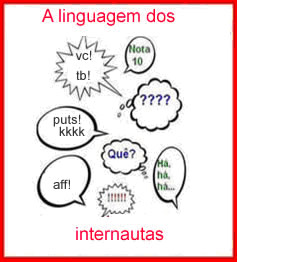 A linguagem dos
vc!
tb!
Nota
10
????
puts!
kkkk
Quê?
Há,
há,
há...
aff!
!!!!!!
internautas